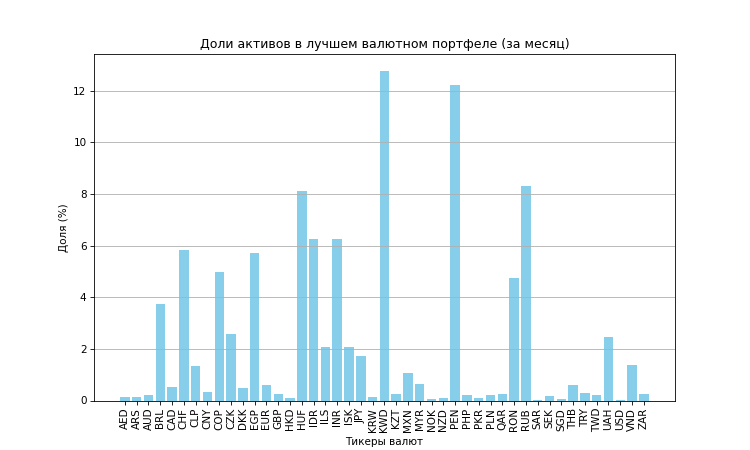 Доли активов в лучшем валютном портфеле (за месяц)
Доля (%)
12
10
8
6
4
2
0
AED ARS AUD BRL CAD CHF CLP CNY COP CZK DKK EGP EUR GBP HKD HUF IDR ILS INR ISK JPY KRW KWD KZT MXN MYR NOK NZD PEN PHP PKR PLN QAR RON RUB SAR SEK SGD THB TRY TWD UAH USD VND ZAR
Тикеры валют